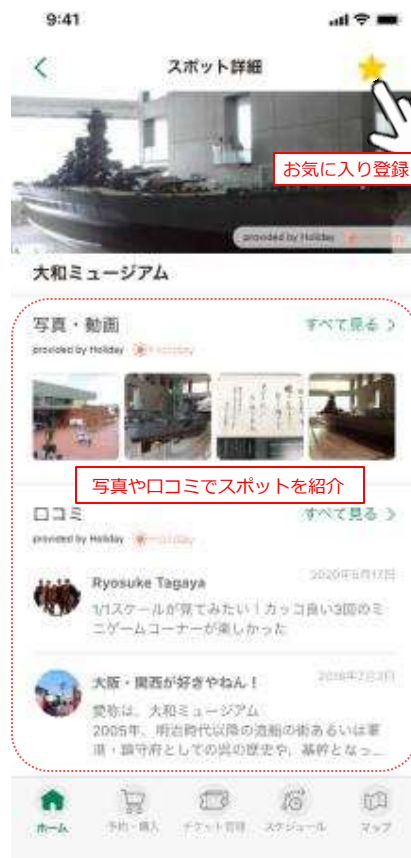 9:41
スポット詳細
お気に入り登録
provided by Holiday
大和ミュージアム
写真・動画
すべて見る
provided by Holiday
Holiday
写真や口コミでスポットを紹介
口コミ
すべて見る
provided by Holiday
Holiday
Ryosuke Tagaya
2020年6月17日
1/1スケールが見てみたい！カッコ良い3回のミ
ニゲームコーナーが楽しかった
大阪・関西が好きやねん！
愛称は、大和ミュージアム
2005年、明治時代以降の造船の街あるいは軍
港・鎮守府としての呉の歴史や、基幹となっ...
ホーム
予約・購入
チケット管理
スケジュール
マップ